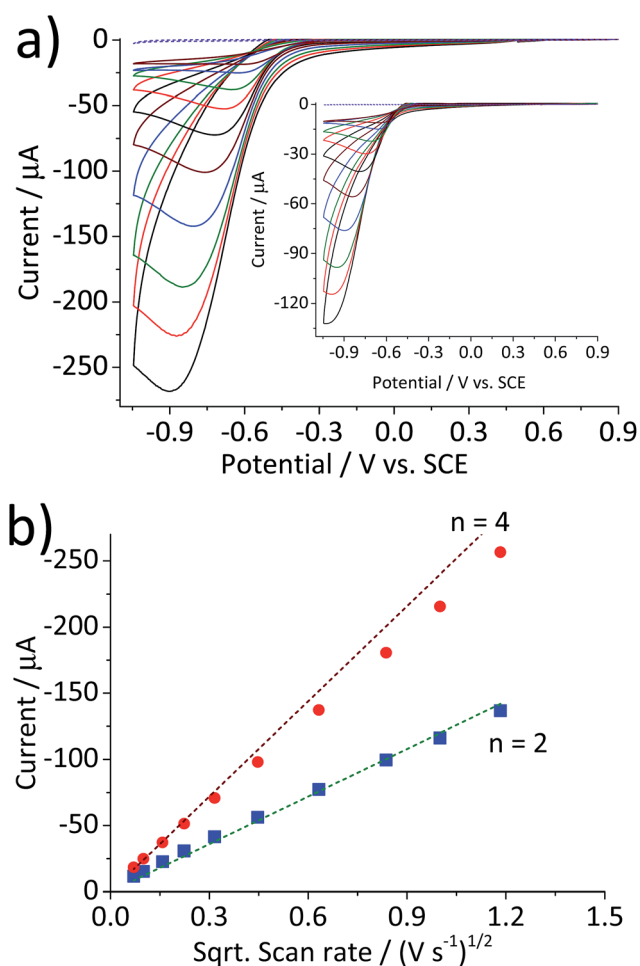 a)
0
-50
-100
-150
-200
-250
Current / μA
-0.9 -0.6 -0.3 0.0 0.3 0.6 0.9
Potential / V vs. SCE
0
-30
-60
-90
-120
Current / μA
-0.9 -0.6 -0.3 0.0 0.3 0.6 0.9
Potential / V vs. SCE
b)
n = 4
n = 2
-250
-200
-150
-100
-50
0
Current / μA
0.0 0.3 0.6 0.9 1.2 1.5
Sqrt. Scan rate / (V s⁻¹)¹ᐟ²